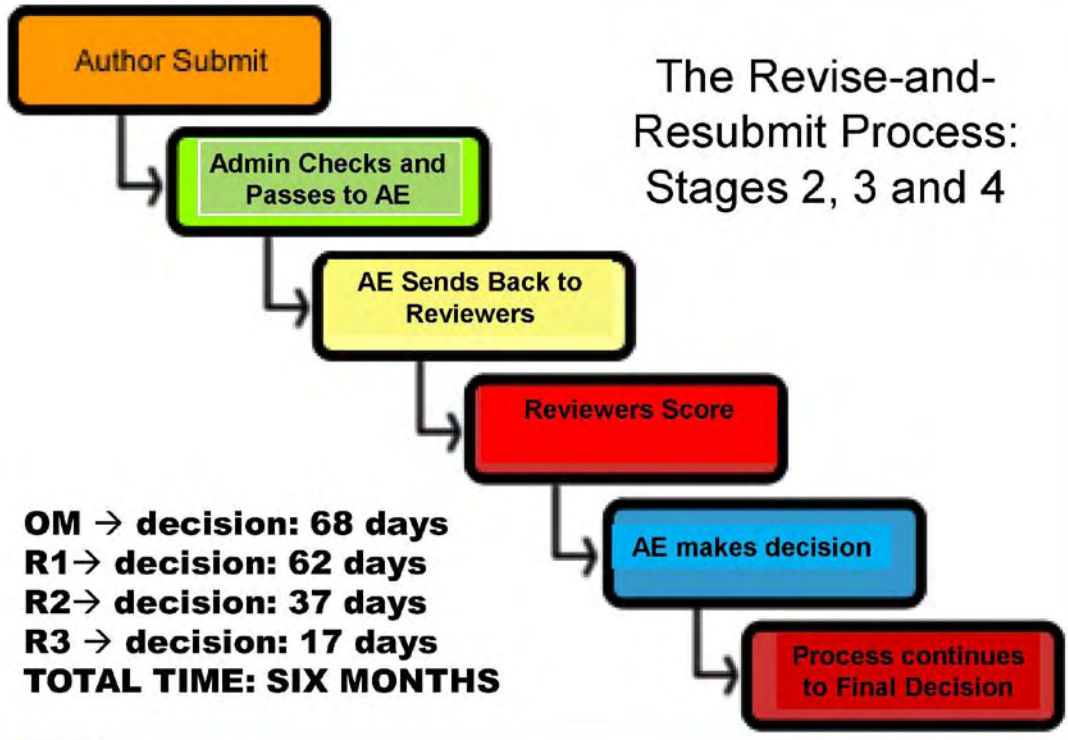 Author Submit
The Revise-and-
Resubmit Process:
Stages 2, 3 and 4
Admin Checks and
Passes to AE
AE Sends Back to
Reviewers
Reviewers Score
OM → decision: 68 days
R1→ decision: 62 days
R2→ decision: 37 days
R3 → decision: 17 days
TOTAL TIME: SIX MONTHS
AE makes decision
Process continues
to Final Decision